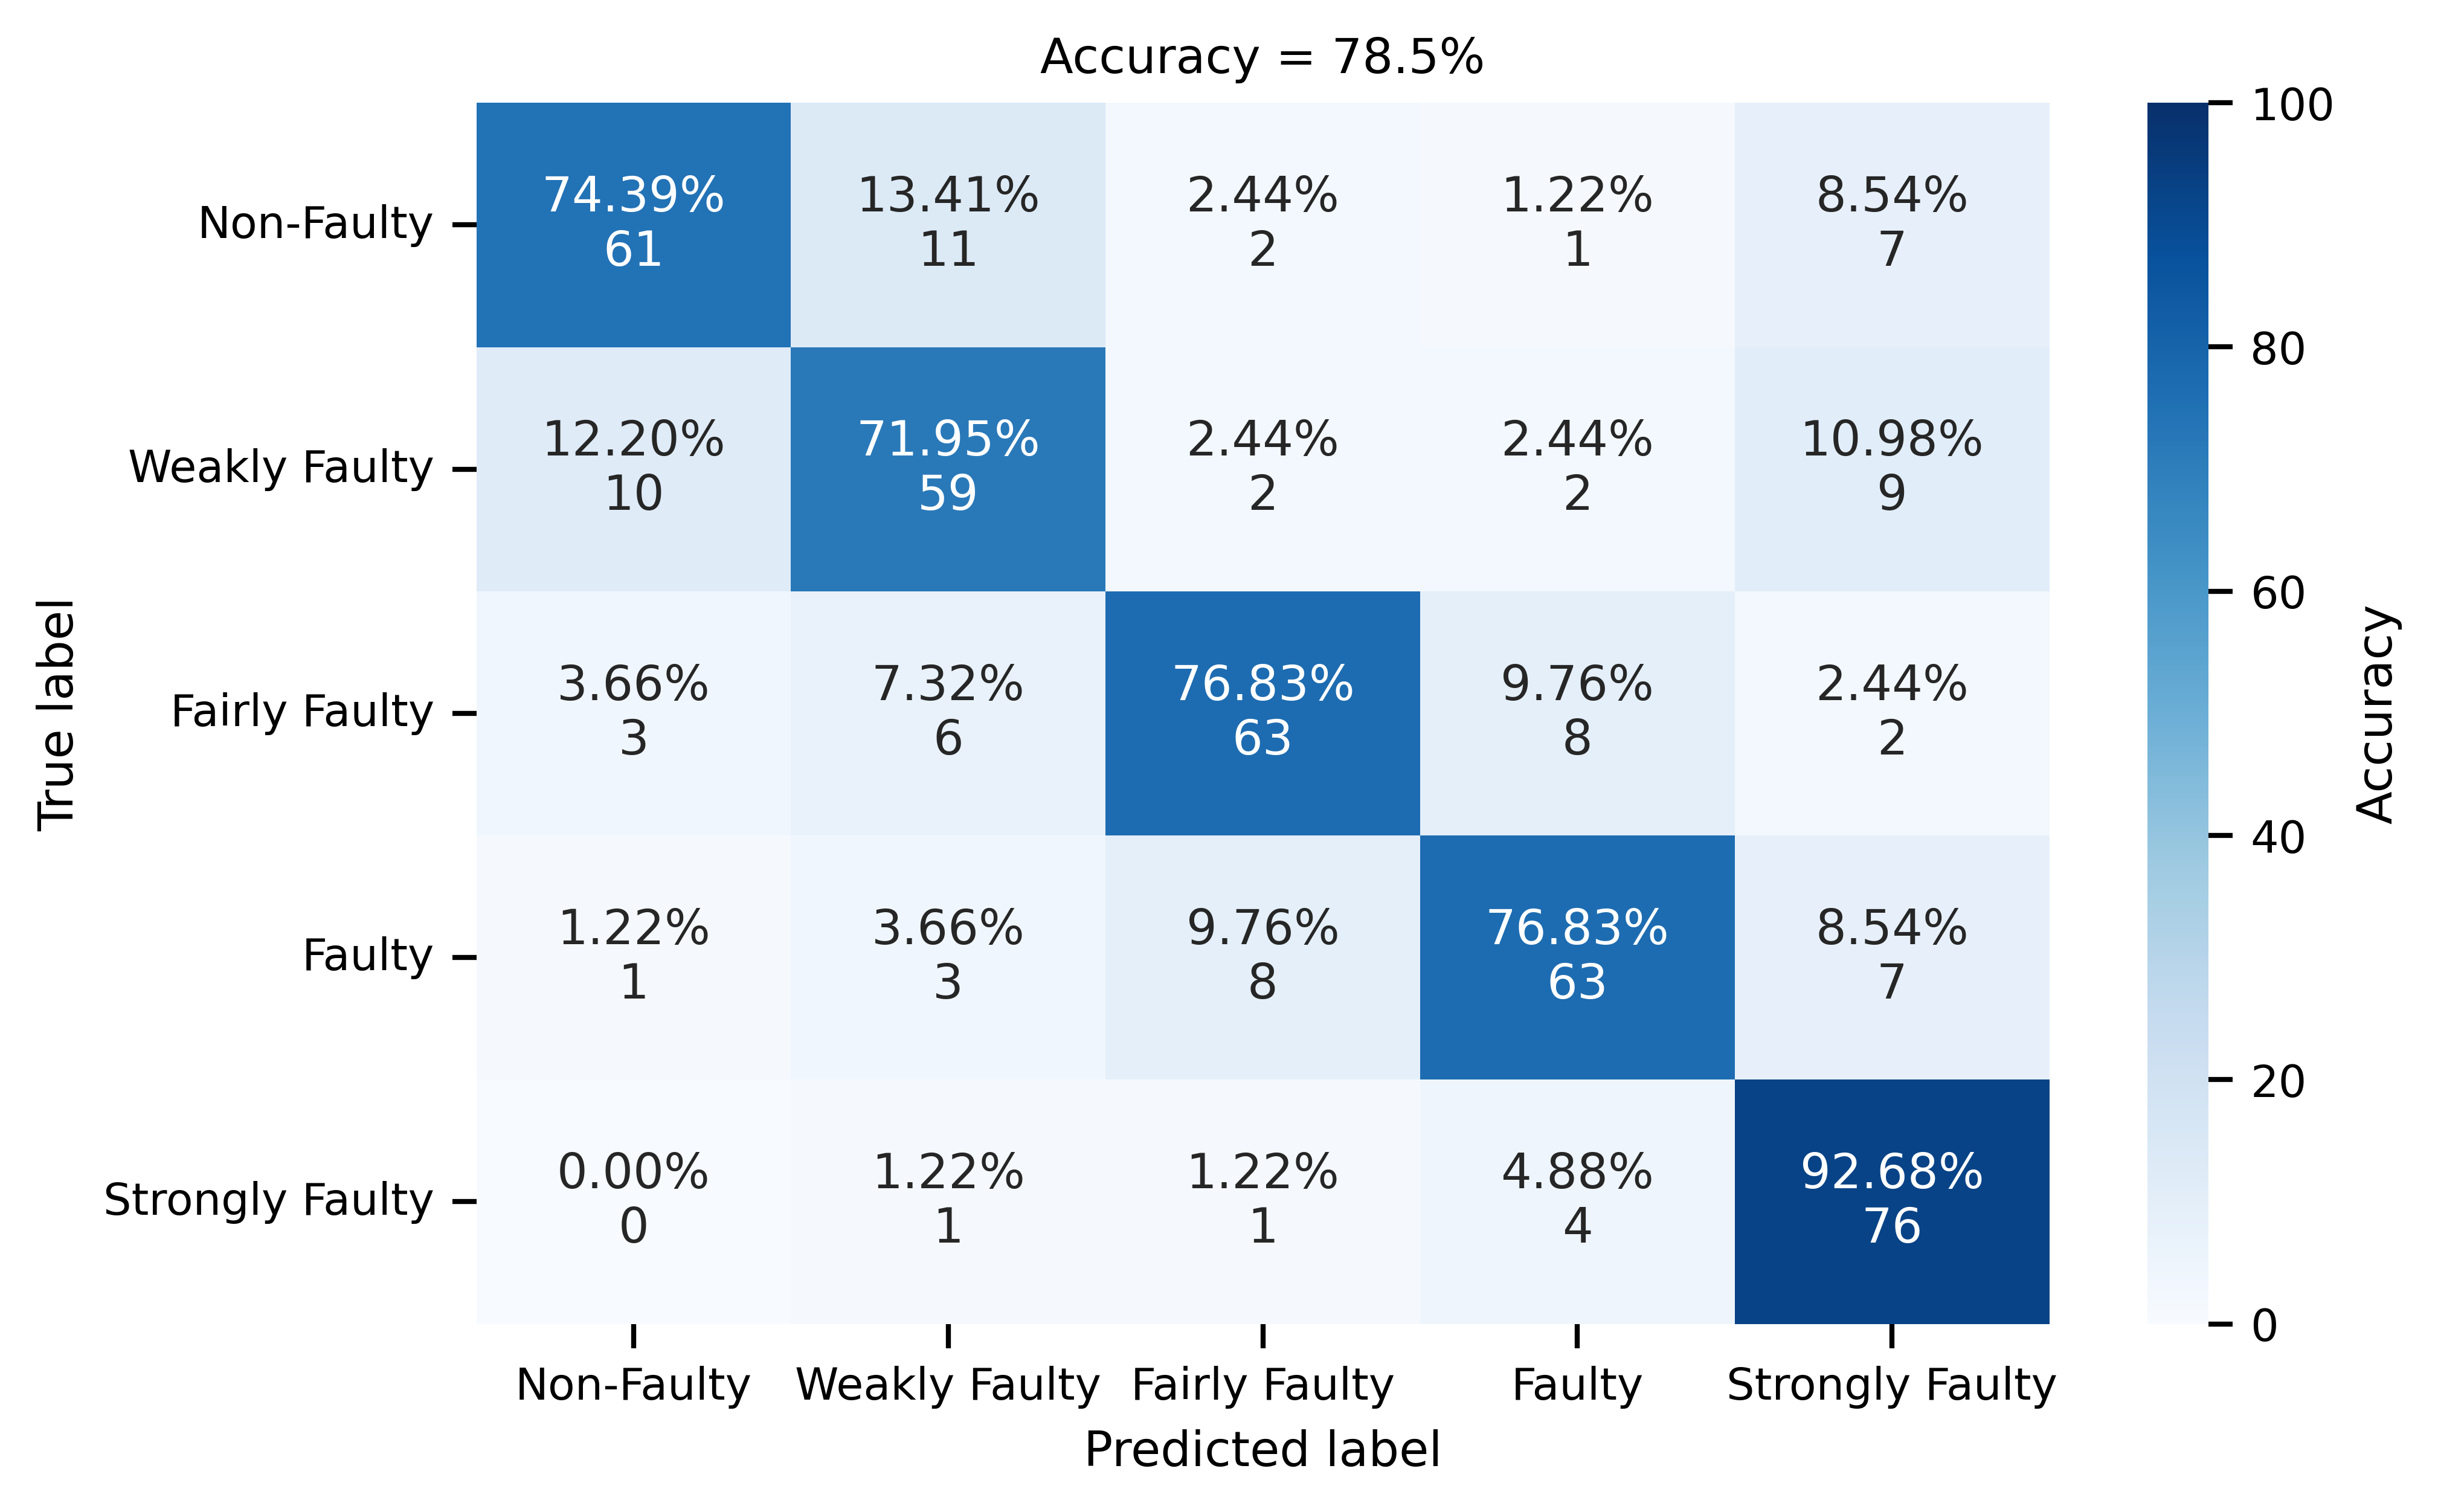 Accuracy = 78.5%
74.39% 13.41% 2.44% 1.22% 8.54%
Non-Faulty
61 11 2 1 7
12.20% 71.95% 2.44% 2.44% 10.98%
Weakly Faulty
10 59 2 2 9
3.66% 7.32% 76.83% 9.76% 2.44%
Fairly Faulty
3 6 63 8 2
1.22% 3.66% 9.76% 76.83% 8.54%
Faulty
1 3 8 63 7
0.00% 1.22% 1.22% 4.88% 92.68%
Strongly Faulty
0 1 1 4 76
Non-Faulty Weakly Faulty Fairly Faulty Faulty Strongly Faulty
Predicted label
True label
100
80
60
40
20
0
Accuracy